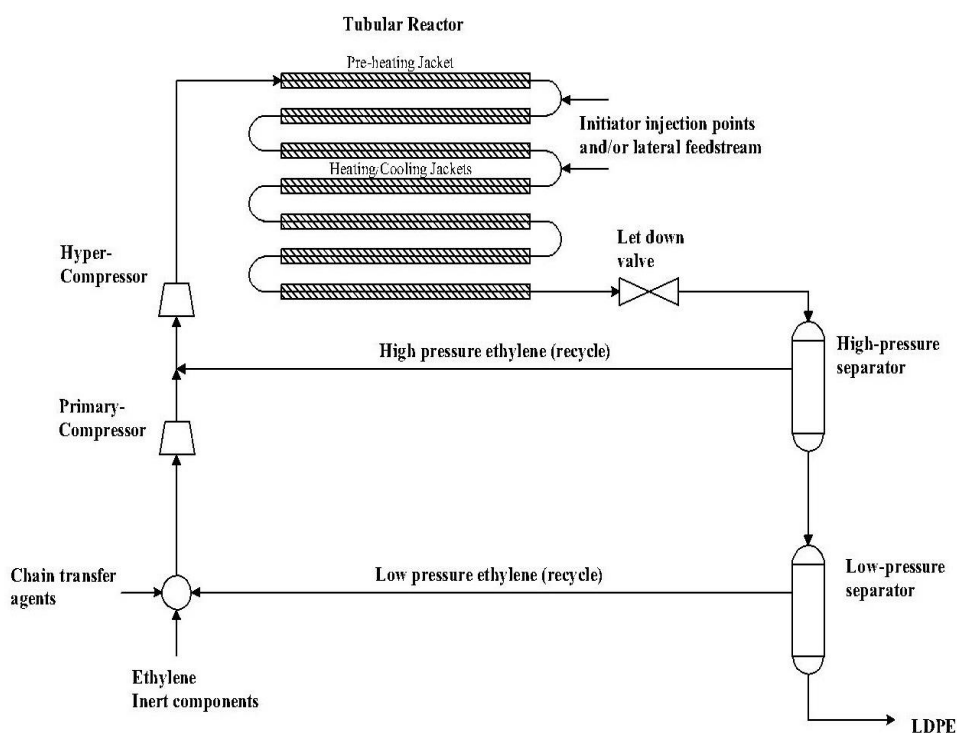 Tubular Reactor
Pre-heating Jacket
Initiator injection points
and/or lateral feedstream
Heating/Cooling Jackets
Let down
valve
Hyper-
Compressor
High pressure ethylene (recycle)
High-pressure
separator
Primary-
Compressor
Chain transfer
agents
Low pressure ethylene (recycle)
Low-pressure
separator
Ethylene
Inert components
LDPE